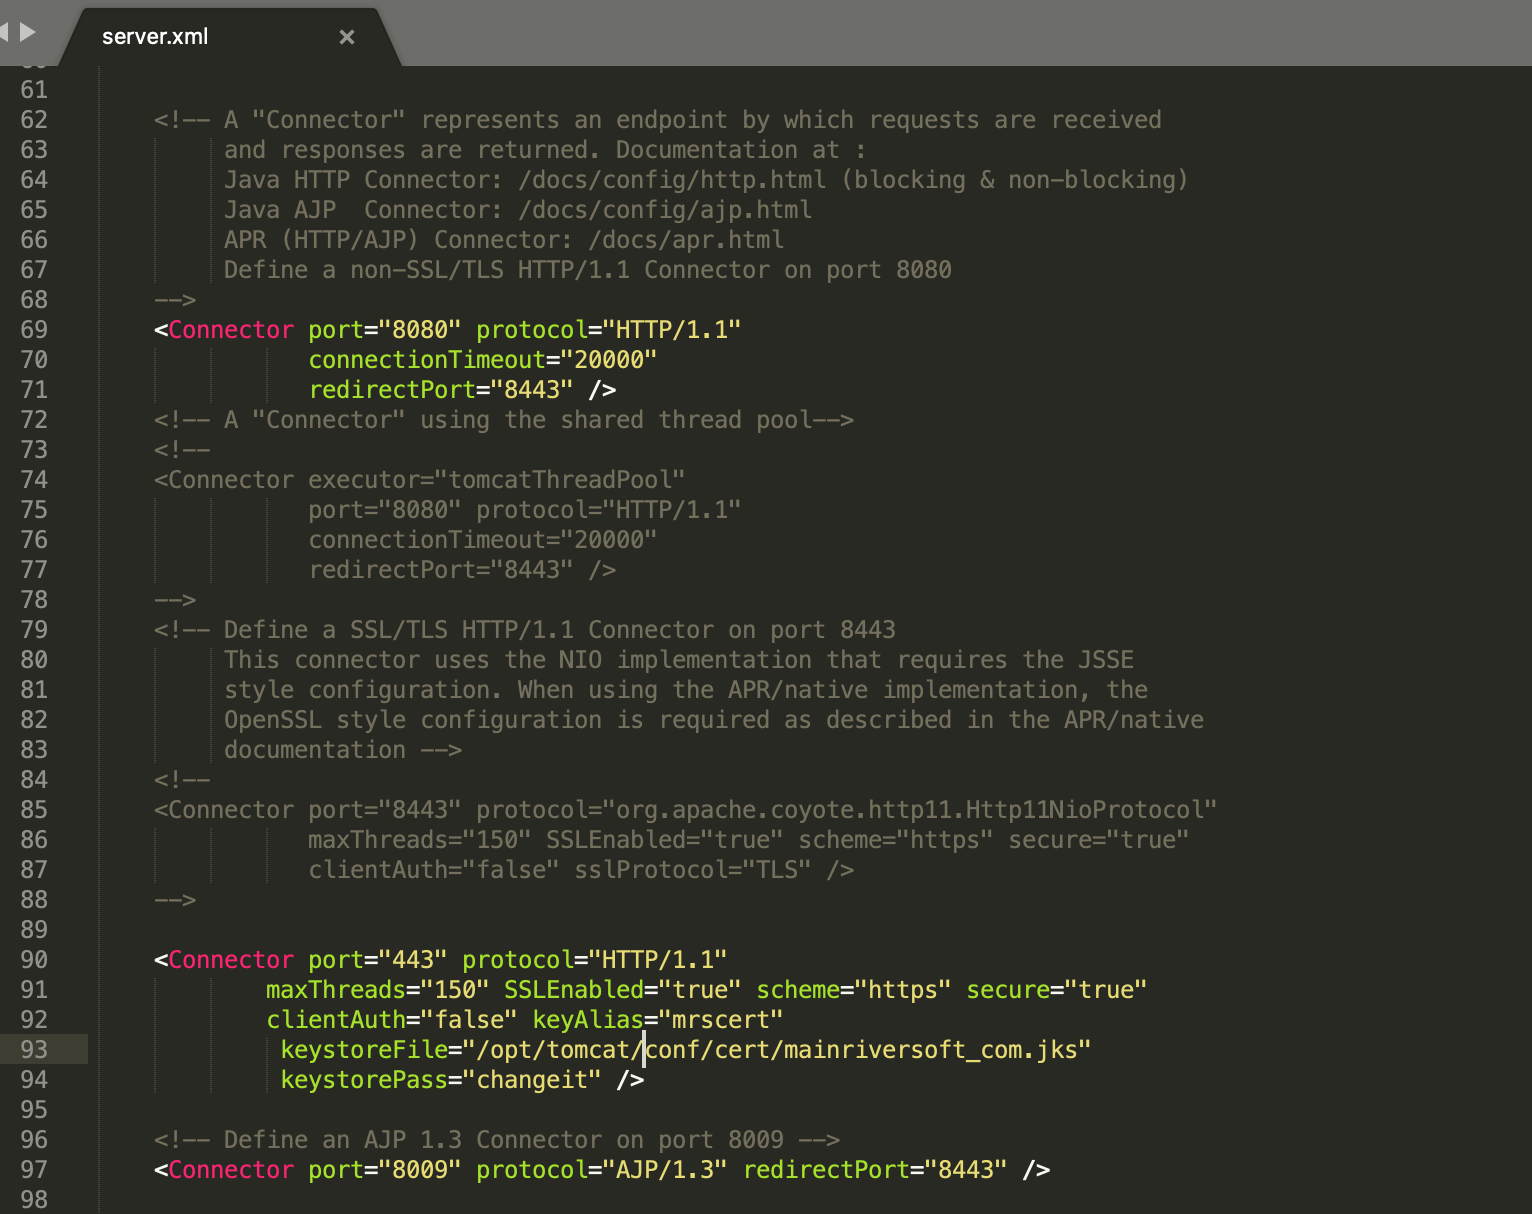 server.xml ×
61
62 <!-- A "Connector" represents an endpoint by which requests are received
63 and responses are returned. Documentation at :
64 Java HTTP Connector: /docs/config/http.html (blocking & non-blocking)
65 Java AJP  Connector: /docs/config/ajp.html
66 APR (HTTP/AJP) Connector: /docs/apr.html
67 Define a non-SSL/TLS HTTP/1.1 Connector on port 8080
68 -->
69 <Connector port="8080" protocol="HTTP/1.1"
70 connectionTimeout="20000"
71 redirectPort="8443" />
72 <!-- A "Connector" using the shared thread pool-->
73 <!--
74 <Connector executor="tomcatThreadPool"
75 port="8080" protocol="HTTP/1.1"
76 connectionTimeout="20000"
77 redirectPort="8443" />
78 -->
79 <!-- Define a SSL/TLS HTTP/1.1 Connector on port 8443
80 This connector uses the NIO implementation that requires the JSSE
81 style configuration. When using the APR/native implementation, the
82 OpenSSL style configuration is required as described in the APR/native
83 documentation -->
84 <!--
85 <Connector port="8443" protocol="org.apache.coyote.http11.Http11NioProtocol"
86 maxThreads="150" SSLEnabled="true" scheme="https" secure="true"
87 clientAuth="false" sslProtocol="TLS" />
88 -->
89
90 <Connector port="443" protocol="HTTP/1.1"
91 maxThreads="150" SSLEnabled="true" scheme="https" secure="true"
92 clientAuth="false" keyAlias="mrscert"
93 keystoreFile="/opt/tomcat/conf/cert/mainriversoft_com.jks"
94 keystorePass="changeit" />
95
96 <!-- Define an AJP 1.3 Connector on port 8009 -->
97 <Connector port="8009" protocol="AJP/1.3" redirectPort="8443" />
98